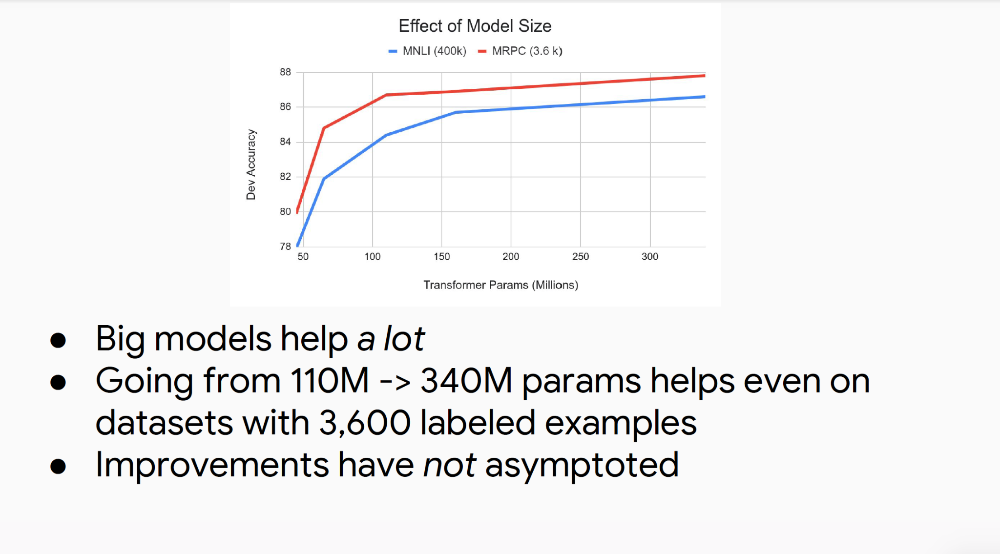 Effect of Model Size
MNLI (400k) MRPC (3.6 k)
88
86
84
82
80
78
Dev Accuracy
50 100 150 200 250 300
Transformer Params (Millions)
● Big models help a lot
● Going from 110M -> 340M params helps even on
datasets with 3,600 labeled examples
● Improvements have not asymptoted